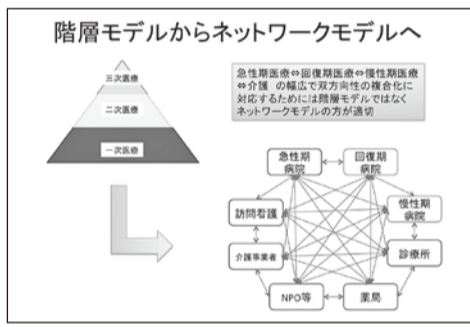 階層モデルからネットワークモデルへ
三次医療
二次医療
一次医療
急性期医療⇔回復期医療⇔慢性期医療
⇔介護 の幅広で双方向性の複合化に
対応するためには階層モデルではなく
ネットワークモデルの方が適切
急性期
病院
回復期
病院
訪問看護
慢性期
病院
介護事業者
診療所
NPO等
薬局